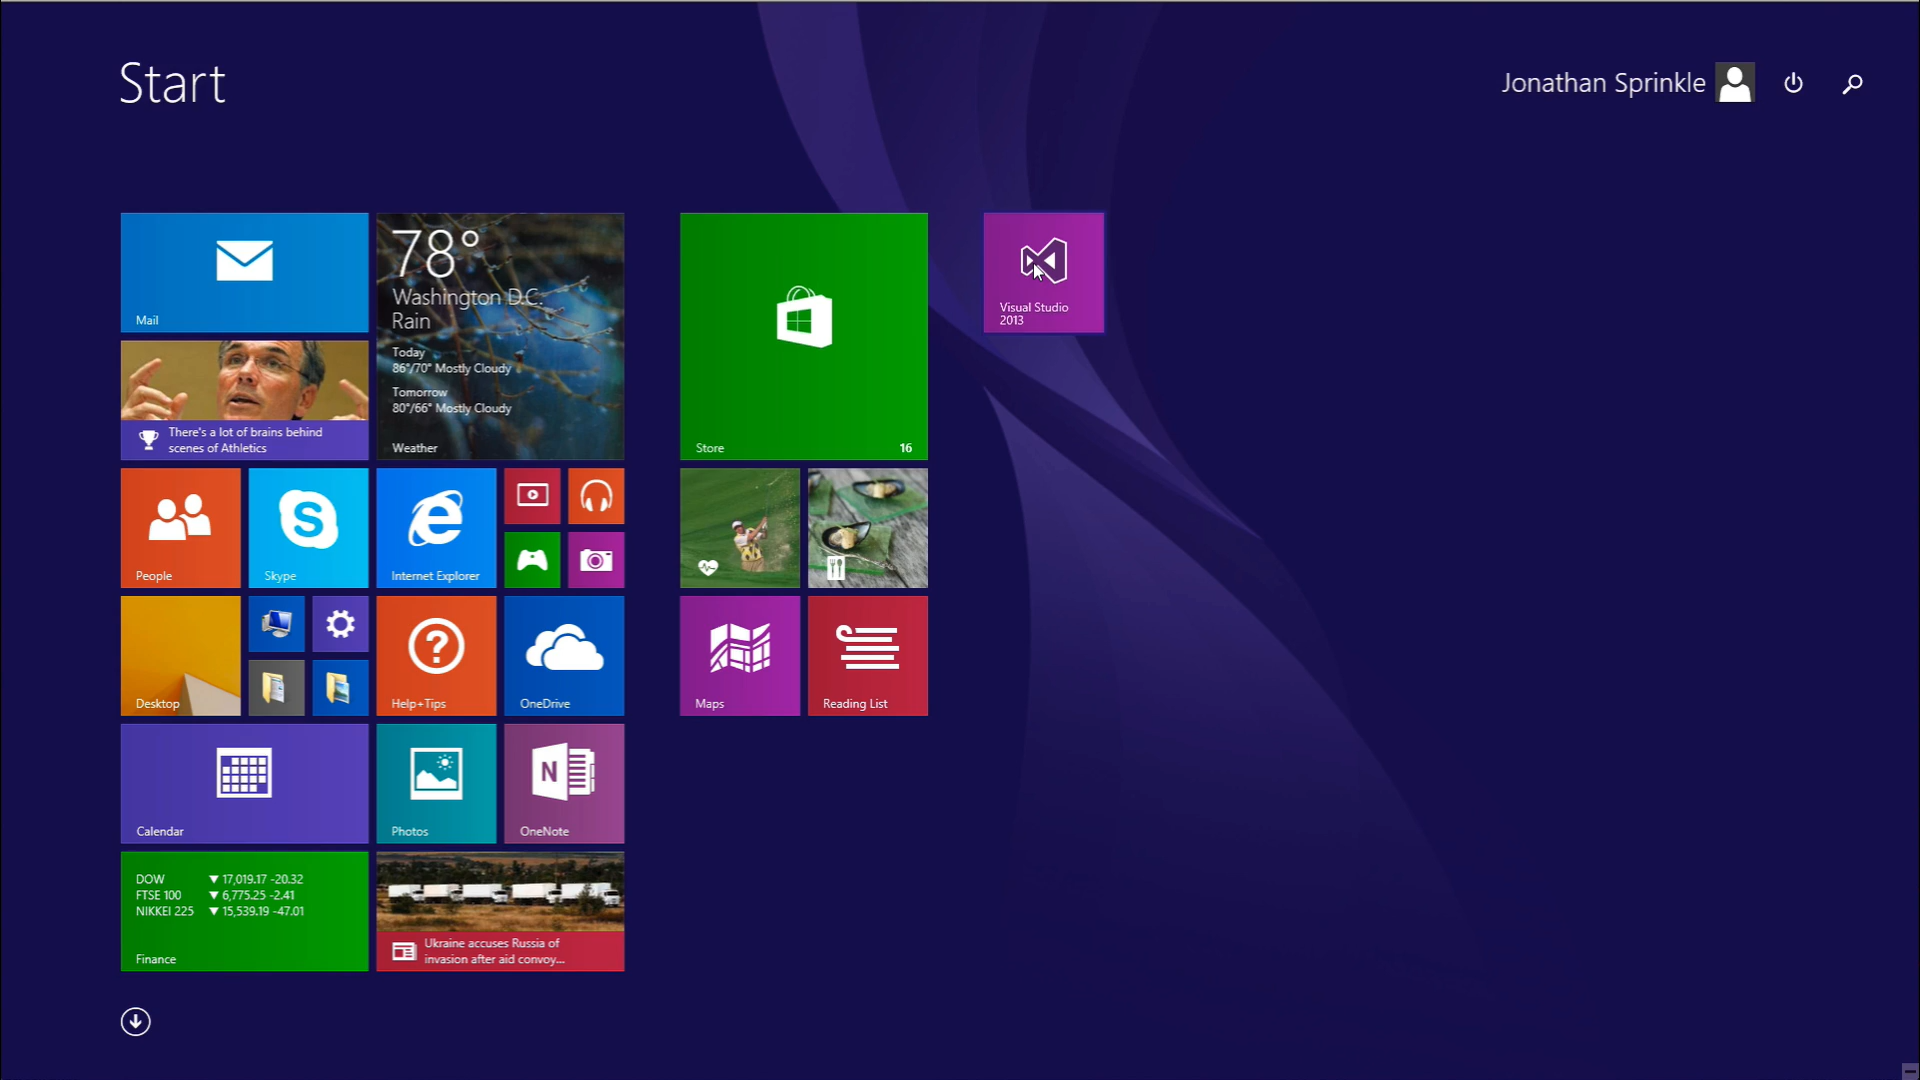 Start
Jonathan Sprinkle
Mail
78°
Washington D.C.
Rain
Today
86°/70° Mostly Cloudy
Tomorrow
80°/66° Mostly Cloudy
Weather
There's a lot of brains behind
scenes of Athletics
Store 16
Visual Studio
2013
People
Skype
Internet Explorer
Desktop
Help+Tips
OneDrive
Maps
Reading List
Calendar
Photos
N
OneNote
DOW ▼ 17,019.17 -20.32
FTSE 100 ▼ 6,775.25 -2.41
NIKKEI 225 ▼ 15,539.19 -47.01
Finance
Ukraine accuses Russia of
invasion after aid convoy...